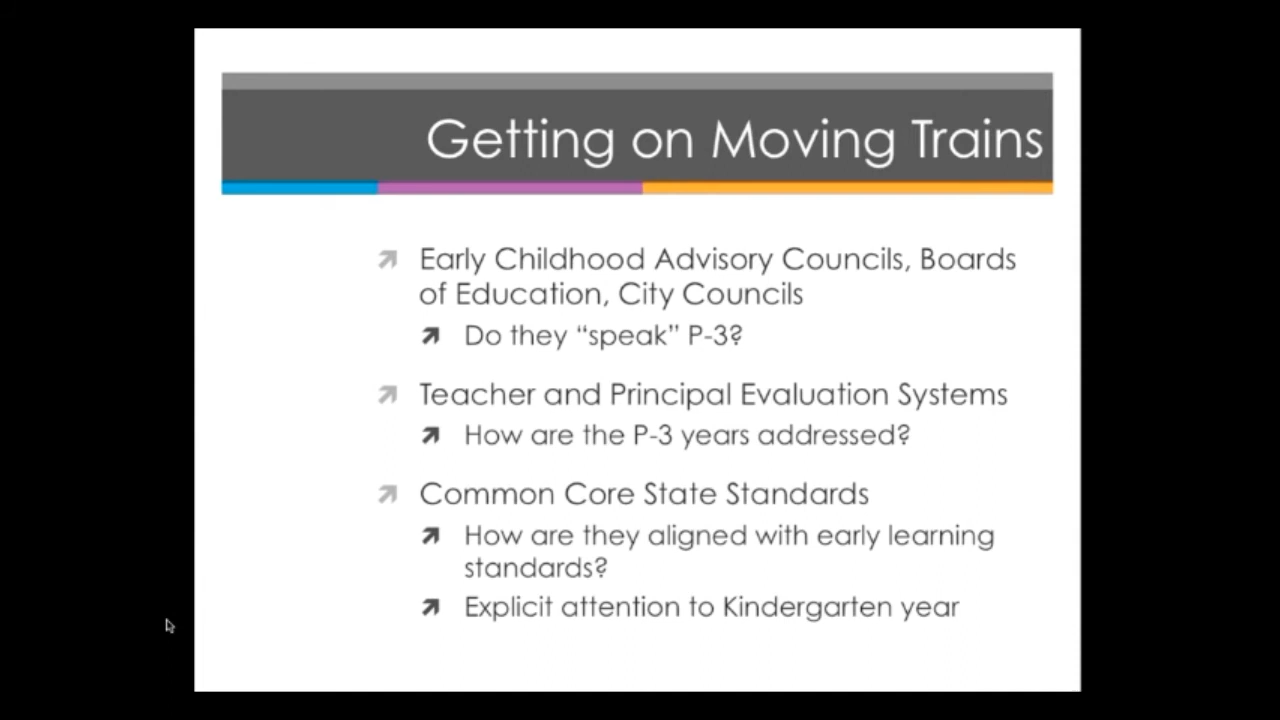 Getting on Moving Trains
Early Childhood Advisory Councils, Boards
of Education, City Councils
Do they “speak” P-3?
Teacher and Principal Evaluation Systems
How are the P-3 years addressed?
Common Core State Standards
How are they aligned with early learning
standards?
Explicit attention to Kindergarten year